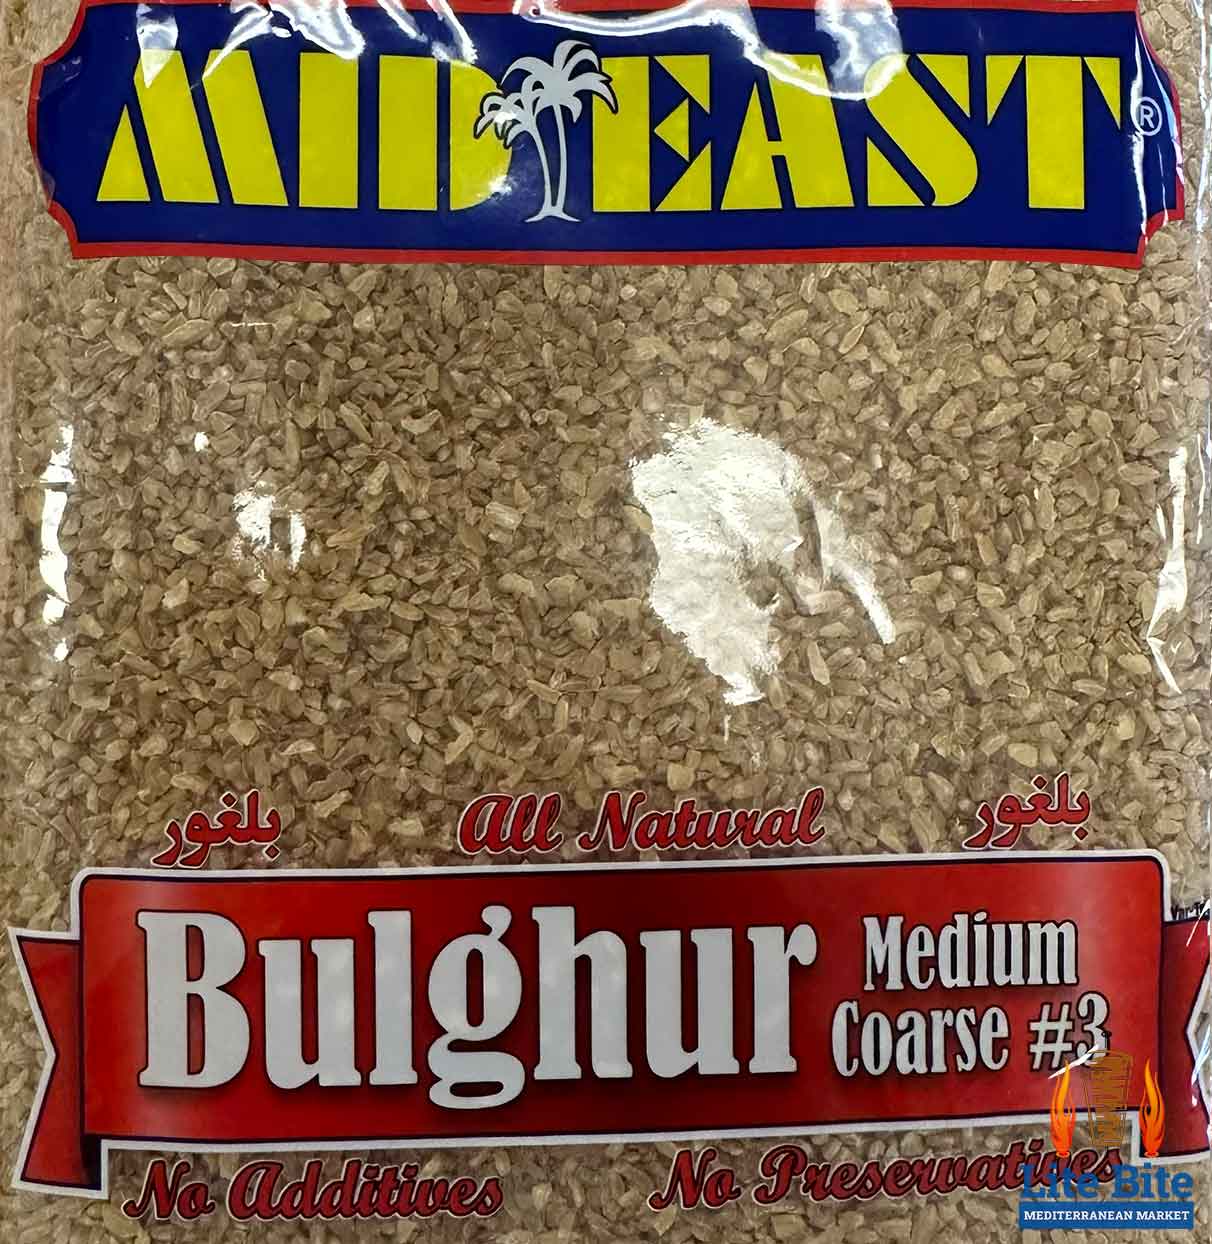 MIDEAST®
بلغور
All Natural
بلغور
Bulghur
Medium
Coarse #3
No Additives
No Preservatives
Lite Bite
MEDITERRANEAN MARKET